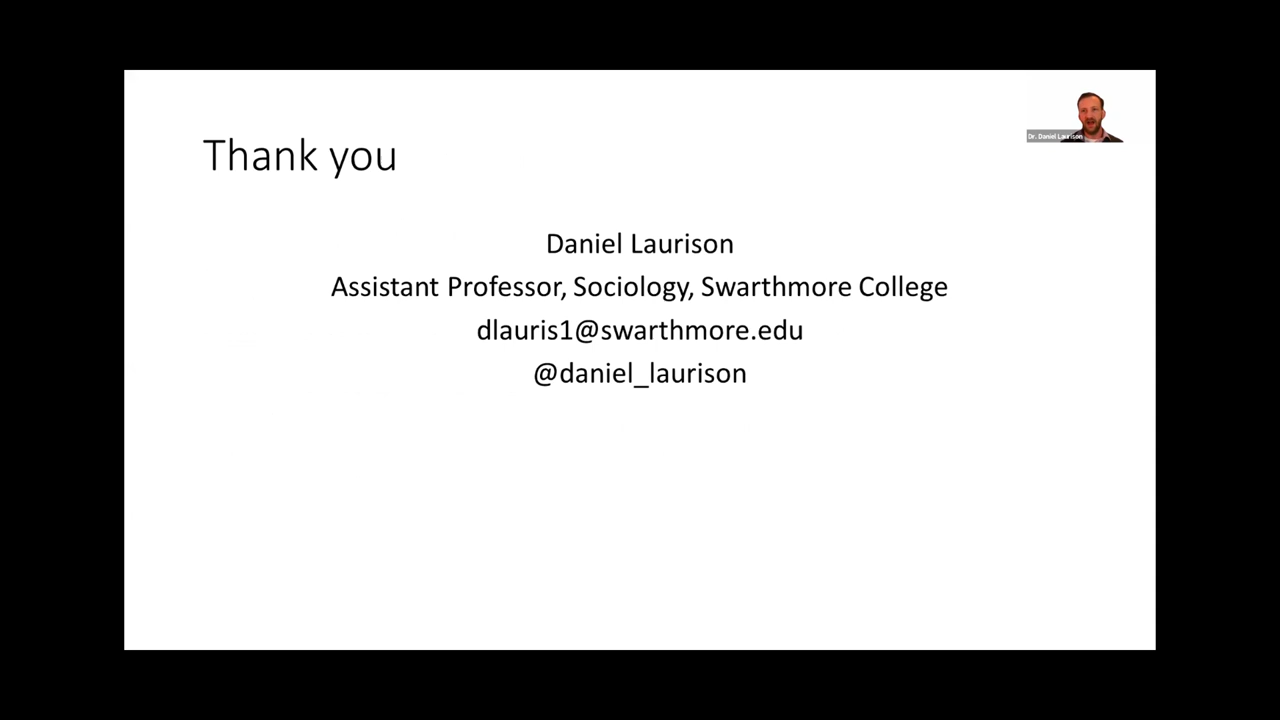 Dr. Daniel Laurison
Thank you
Daniel Laurison
Assistant Professor, Sociology, Swarthmore College
dlauris1@swarthmore.edu
@daniel_laurison